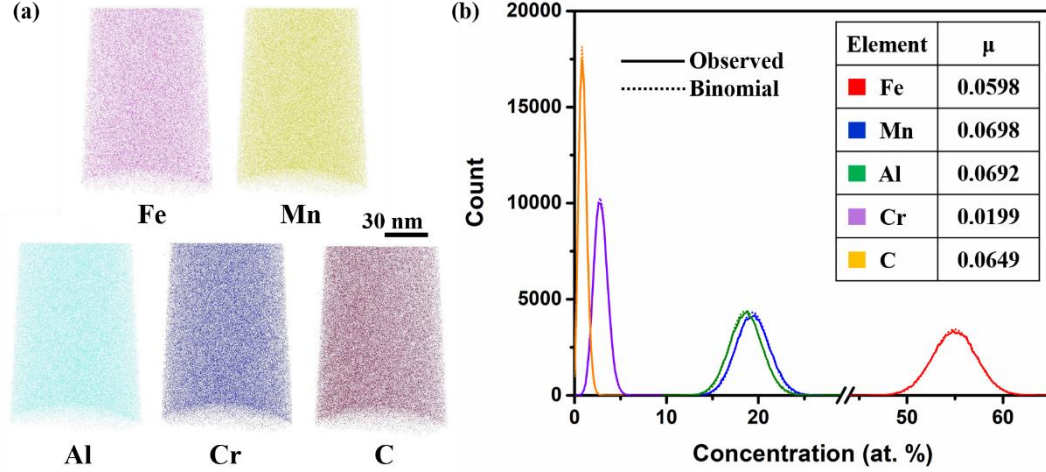 (a)
Fe
Mn
30 nm
Al
Cr
C
(b)
20000
15000
10000
5000
0
Count
Observed
Binomial
Element μ
Fe 0.0598
Mn 0.0698
Al 0.0692
Cr 0.0199
C 0.0649
0 10 20 50 60
Concentration (at. %)